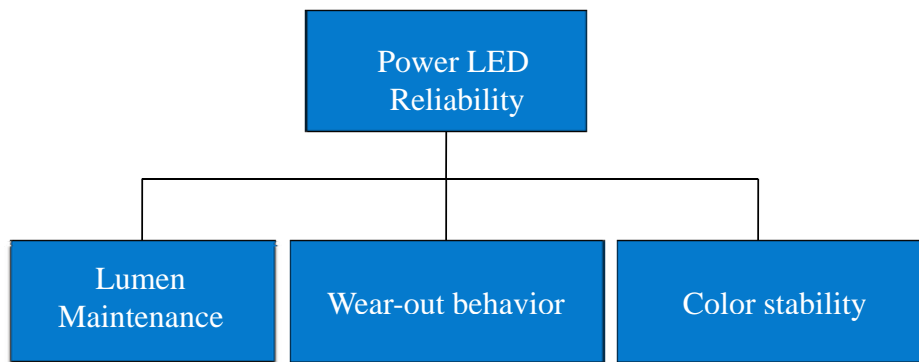 Power LED
Reliability
Lumen
Maintenance
Wear-out behavior
Color stability